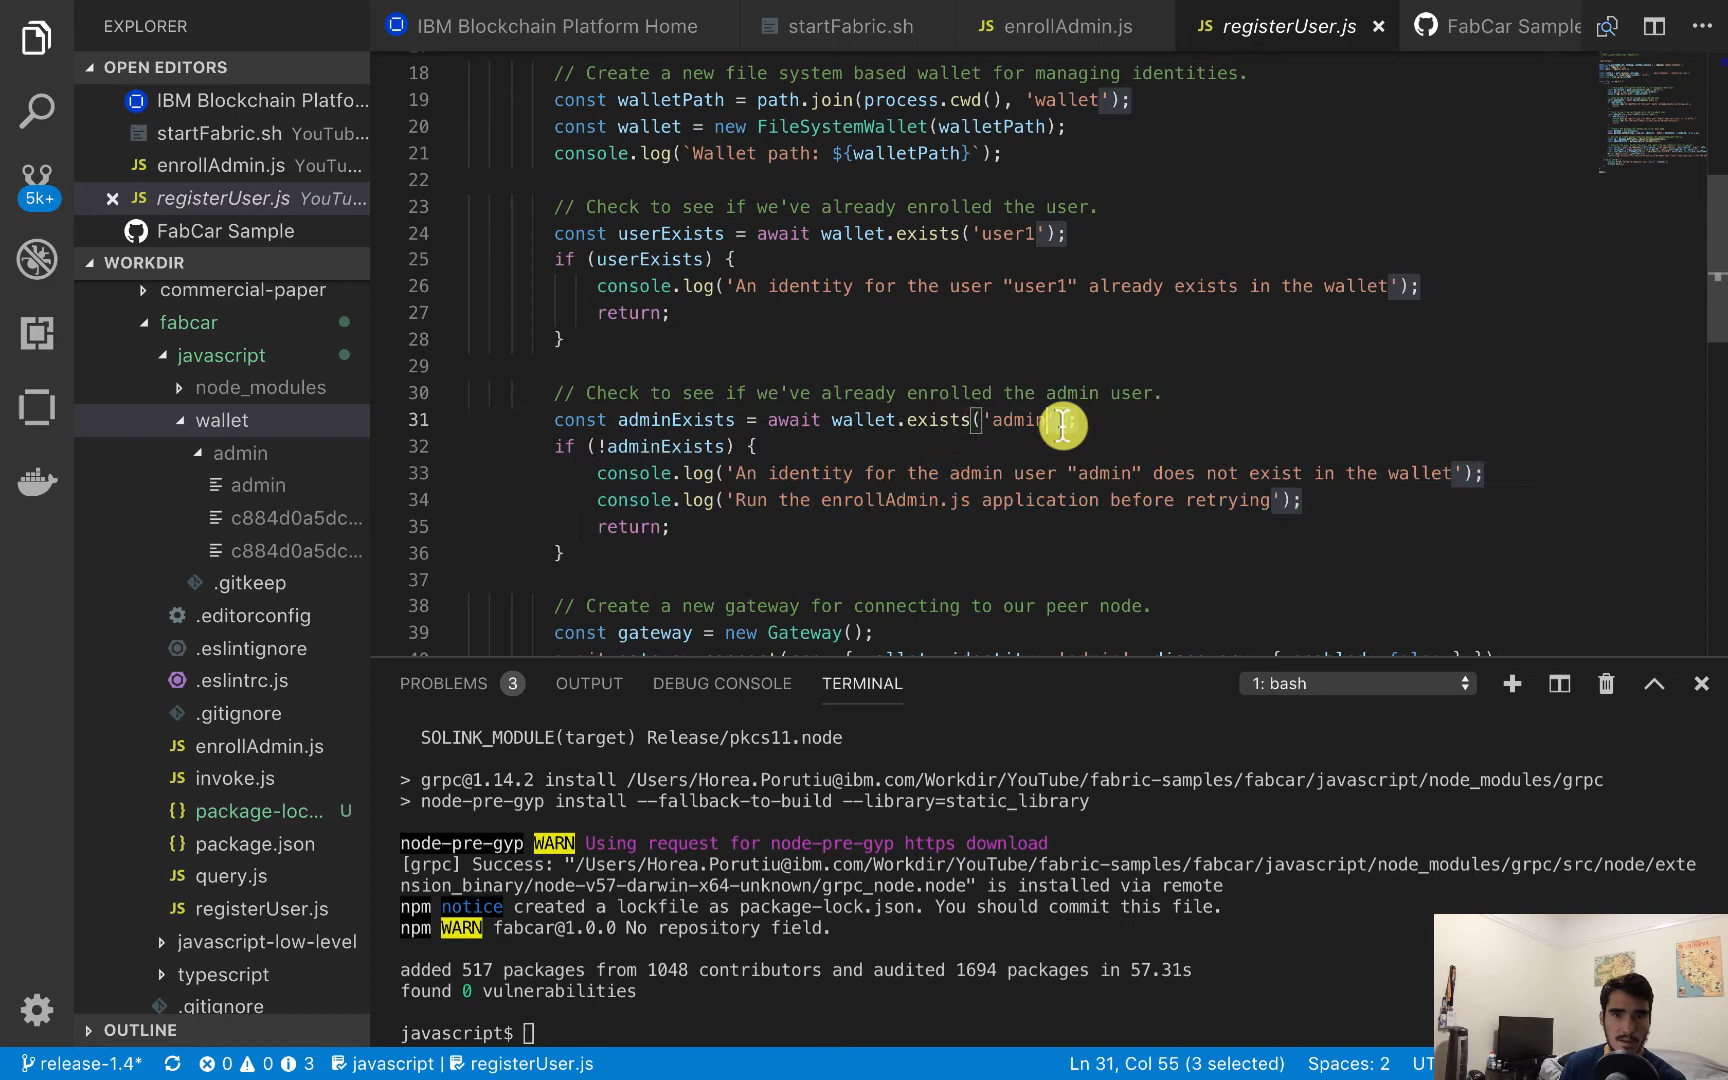 EXPLORER
IBM Blockchain Platform Home
startFabric.sh
JS enrollAdmin.js
JS registerUser.js
FabCar Sample
OPEN EDITORS
IBM Blockchain Platfo...
startFabric.sh YouTub...
JS enrollAdmin.js YouTu...
JS registerUser.js YouTu...
FabCar Sample
5k+
WORKDIR
commercial-paper
fabcar
javascript
node_modules
wallet
admin
admin
c884d0a5dc...
c884d0a5dc...
.gitkeep
.editorconfig
.eslintignore
.eslintrc.js
.gitignore
JS enrollAdmin.js
JS invoke.js
{} package-loc... U
{} package.json
JS query.js
JS registerUser.js
javascript-low-level
typescript
.gitignore
OUTLINE
18 // Create a new file system based wallet for managing identities.
19 const walletPath = path.join(process.cwd(), 'wallet');
20 const wallet = new FileSystemWallet(walletPath);
21 console.log(`Wallet path: ${walletPath}`);
22
23 // Check to see if we've already enrolled the user.
24 const userExists = await wallet.exists('user1');
25 if (userExists) {
26 console.log('An identity for the user "user1" already exists in the wallet');
27 return;
28 }
29
30 // Check to see if we've already enrolled the admin user.
31 const adminExists = await wallet.exists('admin
32 if (!adminExists) {
33 console.log('An identity for the admin user "admin" does not exist in the wallet');
34 console.log('Run the enrollAdmin.js application before retrying');
35 return;
36 }
37
38 // Create a new gateway for connecting to our peer node.
39 const gateway = new Gateway();
PROBLEMS 3 OUTPUT DEBUG CONSOLE TERMINAL 1: bash
SOLINK_MODULE(target) Release/pkcs11.node
> grpc@1.14.2 install /Users/Horea.Porutiu@ibm.com/Workdir/YouTube/fabric-samples/fabcar/javascript/node_modules/grpc
> node-pre-gyp install --fallback-to-build --library=static_library
node-pre-gyp WARN Using request for node-pre-gyp https download
[grpc] Success: "/Users/Horea.Porutiu@ibm.com/Workdir/YouTube/fabric-samples/fabcar/javascript/node_modules/grpc/src/node/exte
nsion_binary/node-v57-darwin-x64-unknown/grpc_node.node" is installed via remote
npm notice created a lockfile as package-lock.json. You should commit this file.
npm WARN fabcar@1.0.0 No repository field.
added 517 packages from 1048 contributors and audited 1694 packages in 57.31s
found 0 vulnerabilities
javascript$
release-1.4* 0 0 3 javascript | registerUser.js Ln 31, Col 55 (3 selected) Spaces: 2